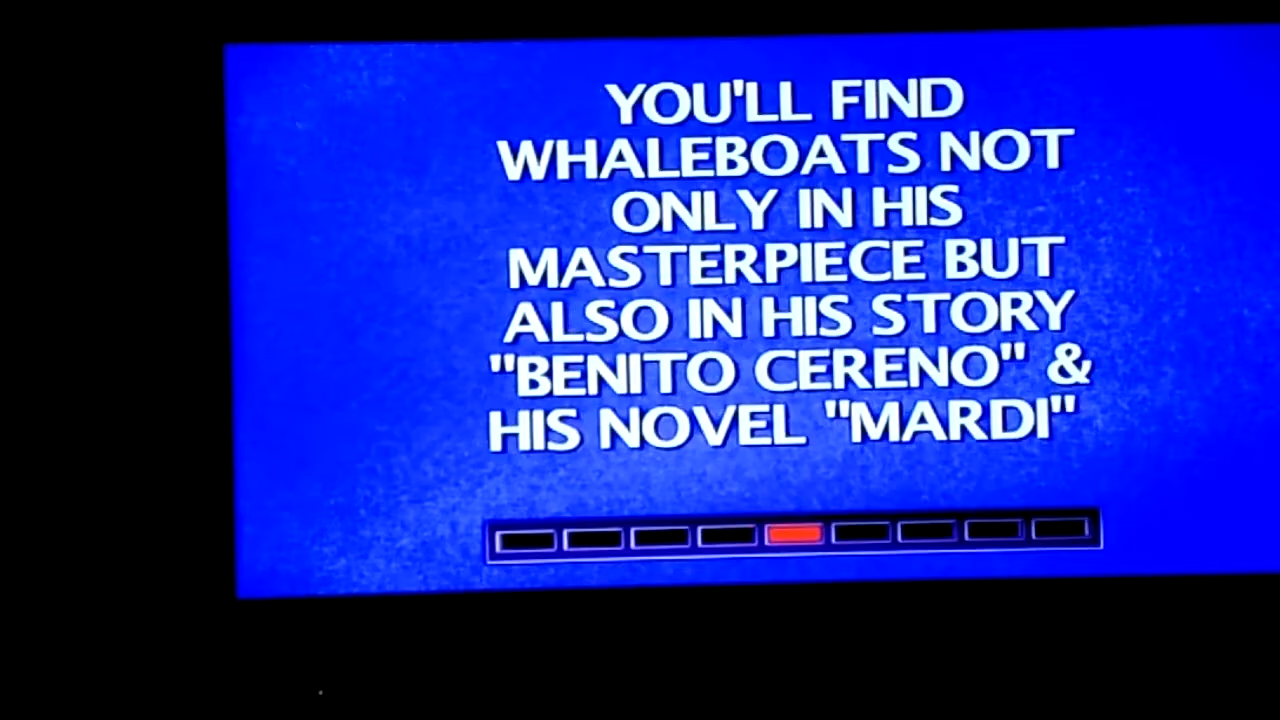 YOU'LL FIND
WHALEBOATS NOT
ONLY IN HIS
MASTERPIECE BUT
ALSO IN HIS STORY
"BENITO CERENO" &
HIS NOVEL "MARDI"